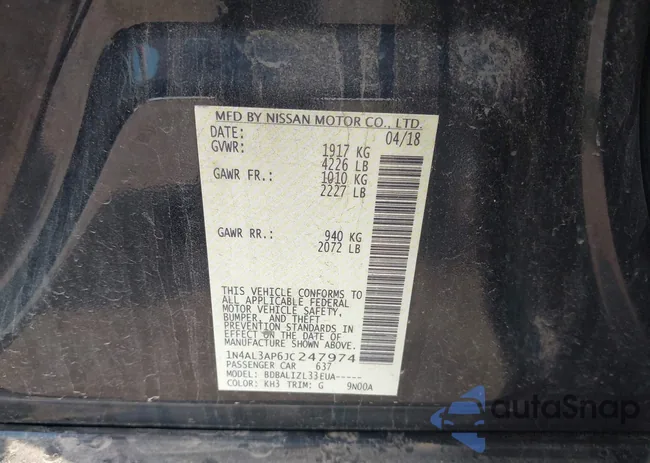 MFD BY NISSAN MOTOR CO., LTD.
DATE: 04/18
GVWR: 1917 KG
4226 LB
GAWR FR.: 1010 KG
2227 LB
GAWR RR.: 940 KG
2072 LB
THIS VEHICLE CONFORMS TO
ALL APPLICABLE FEDERAL
MOTOR VEHICLE SAFETY,
BUMPER, AND THEFT
PREVENTION STANDARDS IN
EFFECT ON THE DATE OF
MANUFACTURE SHOWN ABOVE.
1N4AL3AP6JC247974
PASSENGER CAR 637
MODEL: BDBALIZL33EUA-----
COLOR: KH3 TRIM: G 9N00A
autoSnap